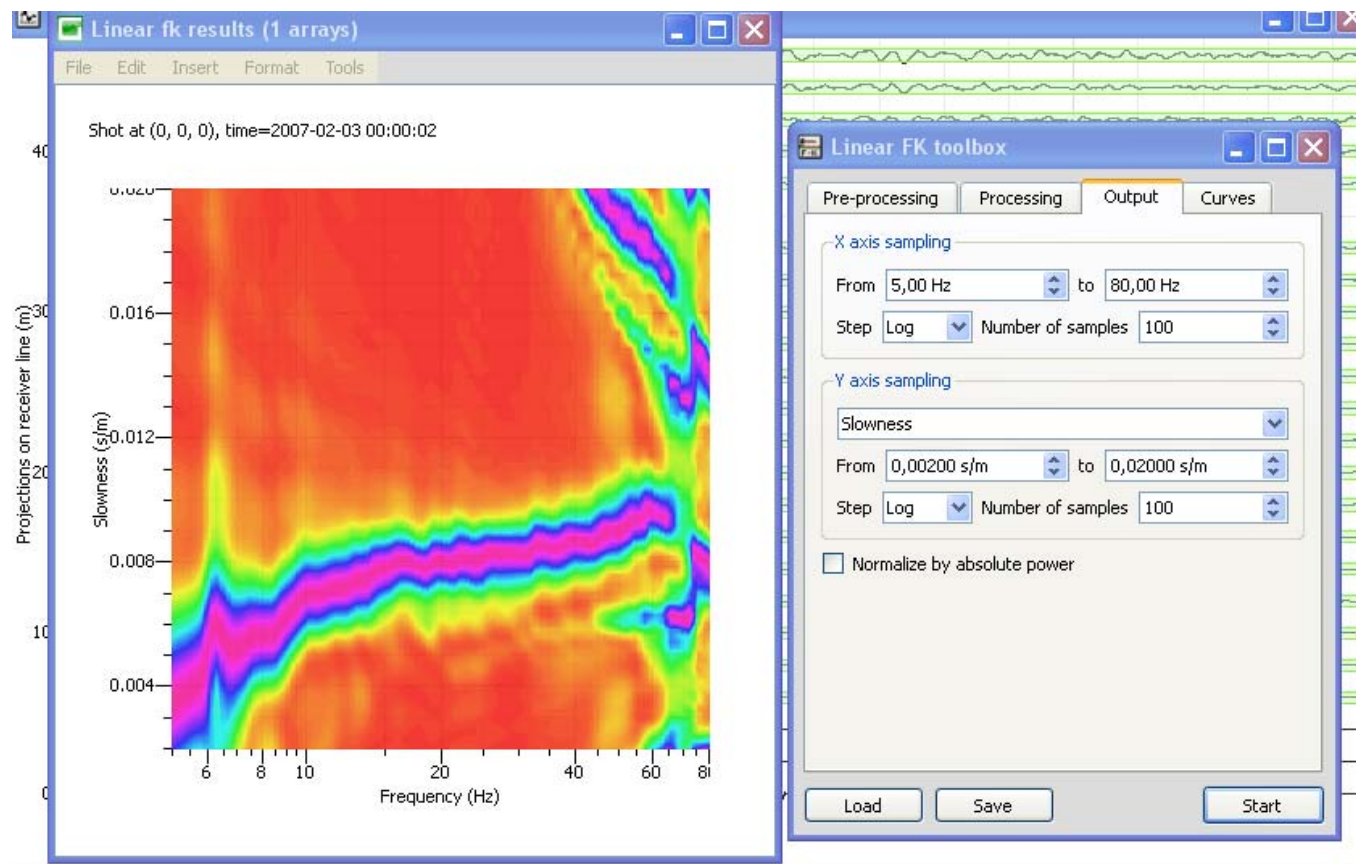 Linear fk results (1 arrays)
File Edit Insert Format Tools
Shot at (0, 0, 0), time=2007-02-03 00:00:02
40
30
20
10
0
Projections on receiver line (m)
0.020
0.016
0.012
0.008
0.004
Slowness (s/m)
6 8 10 20 40 60 8
Frequency (Hz)
Linear FK toolbox
Pre-processing Processing Output Curves
X axis sampling
From 5,00 Hz to 80,00 Hz
Step Log Number of samples 100
Y axis sampling
Slowness
From 0,00200 s/m to 0,02000 s/m
Step Log Number of samples 100
Normalize by absolute power
Load Save Start